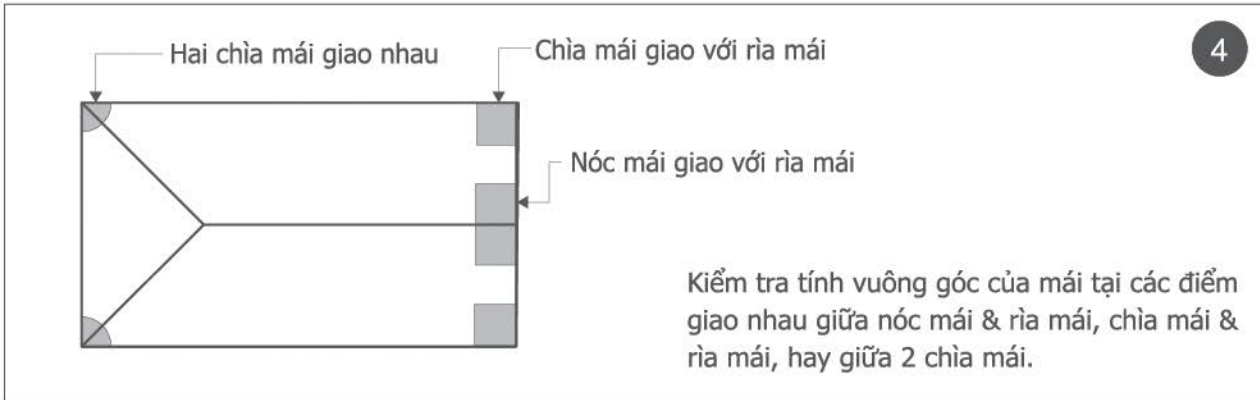 Hai chìa mái giao nhau
Chìa mái giao với rìa mái
4
Nóc mái giao với rìa mái
Kiểm tra tính vuông góc của mái tại các điểm
giao nhau giữa nóc mái & rìa mái, chìa mái &
rìa mái, hay giữa 2 chìa mái.